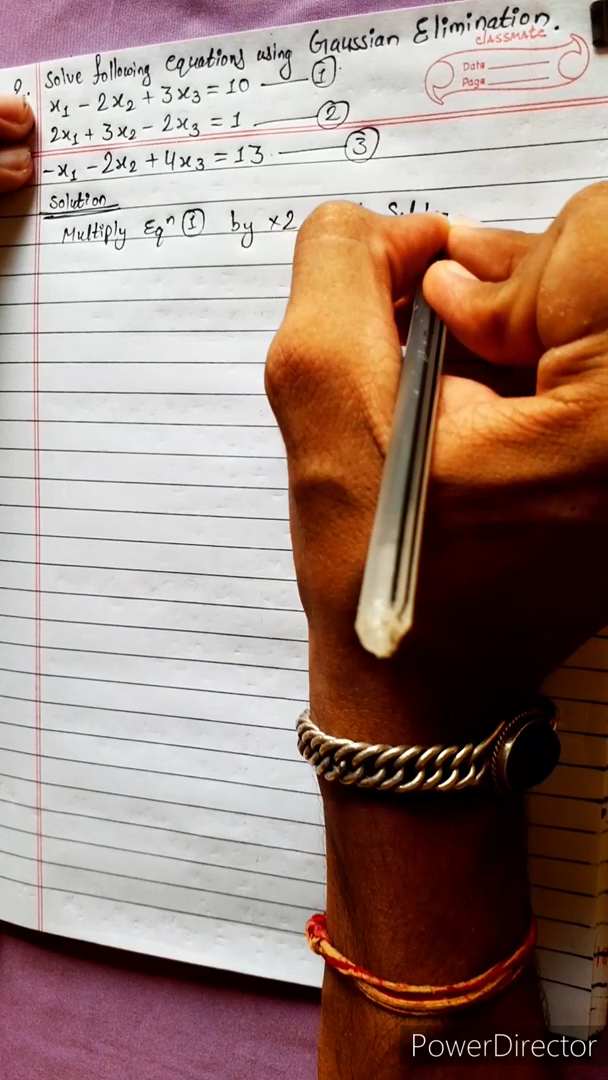 Q. Solve following equations using Gaussian Elimination.
x₁ - 2x₂ + 3x₃ = 10 — ①
2x₁ + 3x₂ - 2x₃ = 1 — ②
-x₁ - 2x₂ + 4x₃ = 13 — ③
Solution
Multiply Eqⁿ ① by ×2
classmate
Date
Page
PowerDirector